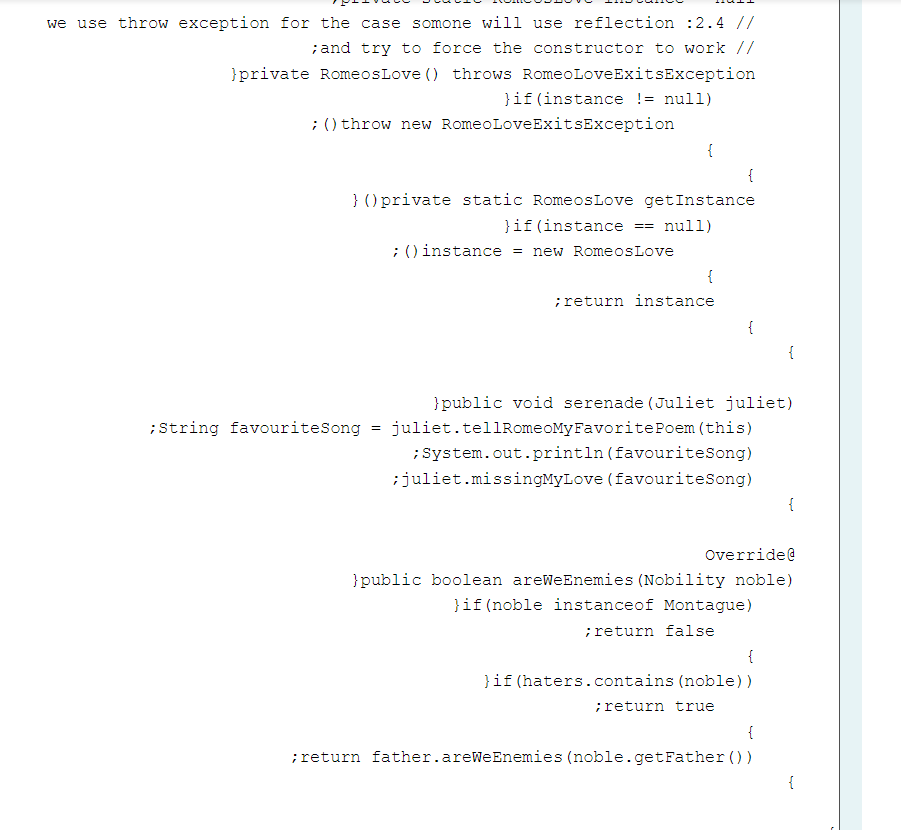 we use throw exception for the case somone will use reflection :2.4 //
;and try to force the constructor to work //
}private RomeosLove() throws RomeoLoveExitsException
}if(instance != null)
;()throw new RomeoLoveExitsException
{
{
}()private static RomeosLove getInstance
}if(instance == null)
;()instance = new RomeosLove
{
;return instance
{
{
}public void serenade(Juliet juliet)
;String favouriteSong = juliet.tellRomeoMyFavoritePoem(this)
;System.out.println(favouriteSong)
;juliet.missingMyLove(favouriteSong)
{
Override@
}public boolean areWeEnemies(Nobility noble)
}if(noble instanceof Montague)
;return false
{
}if(haters.contains(noble))
;return true
{
;return father.areWeEnemies(noble.getFather())
{